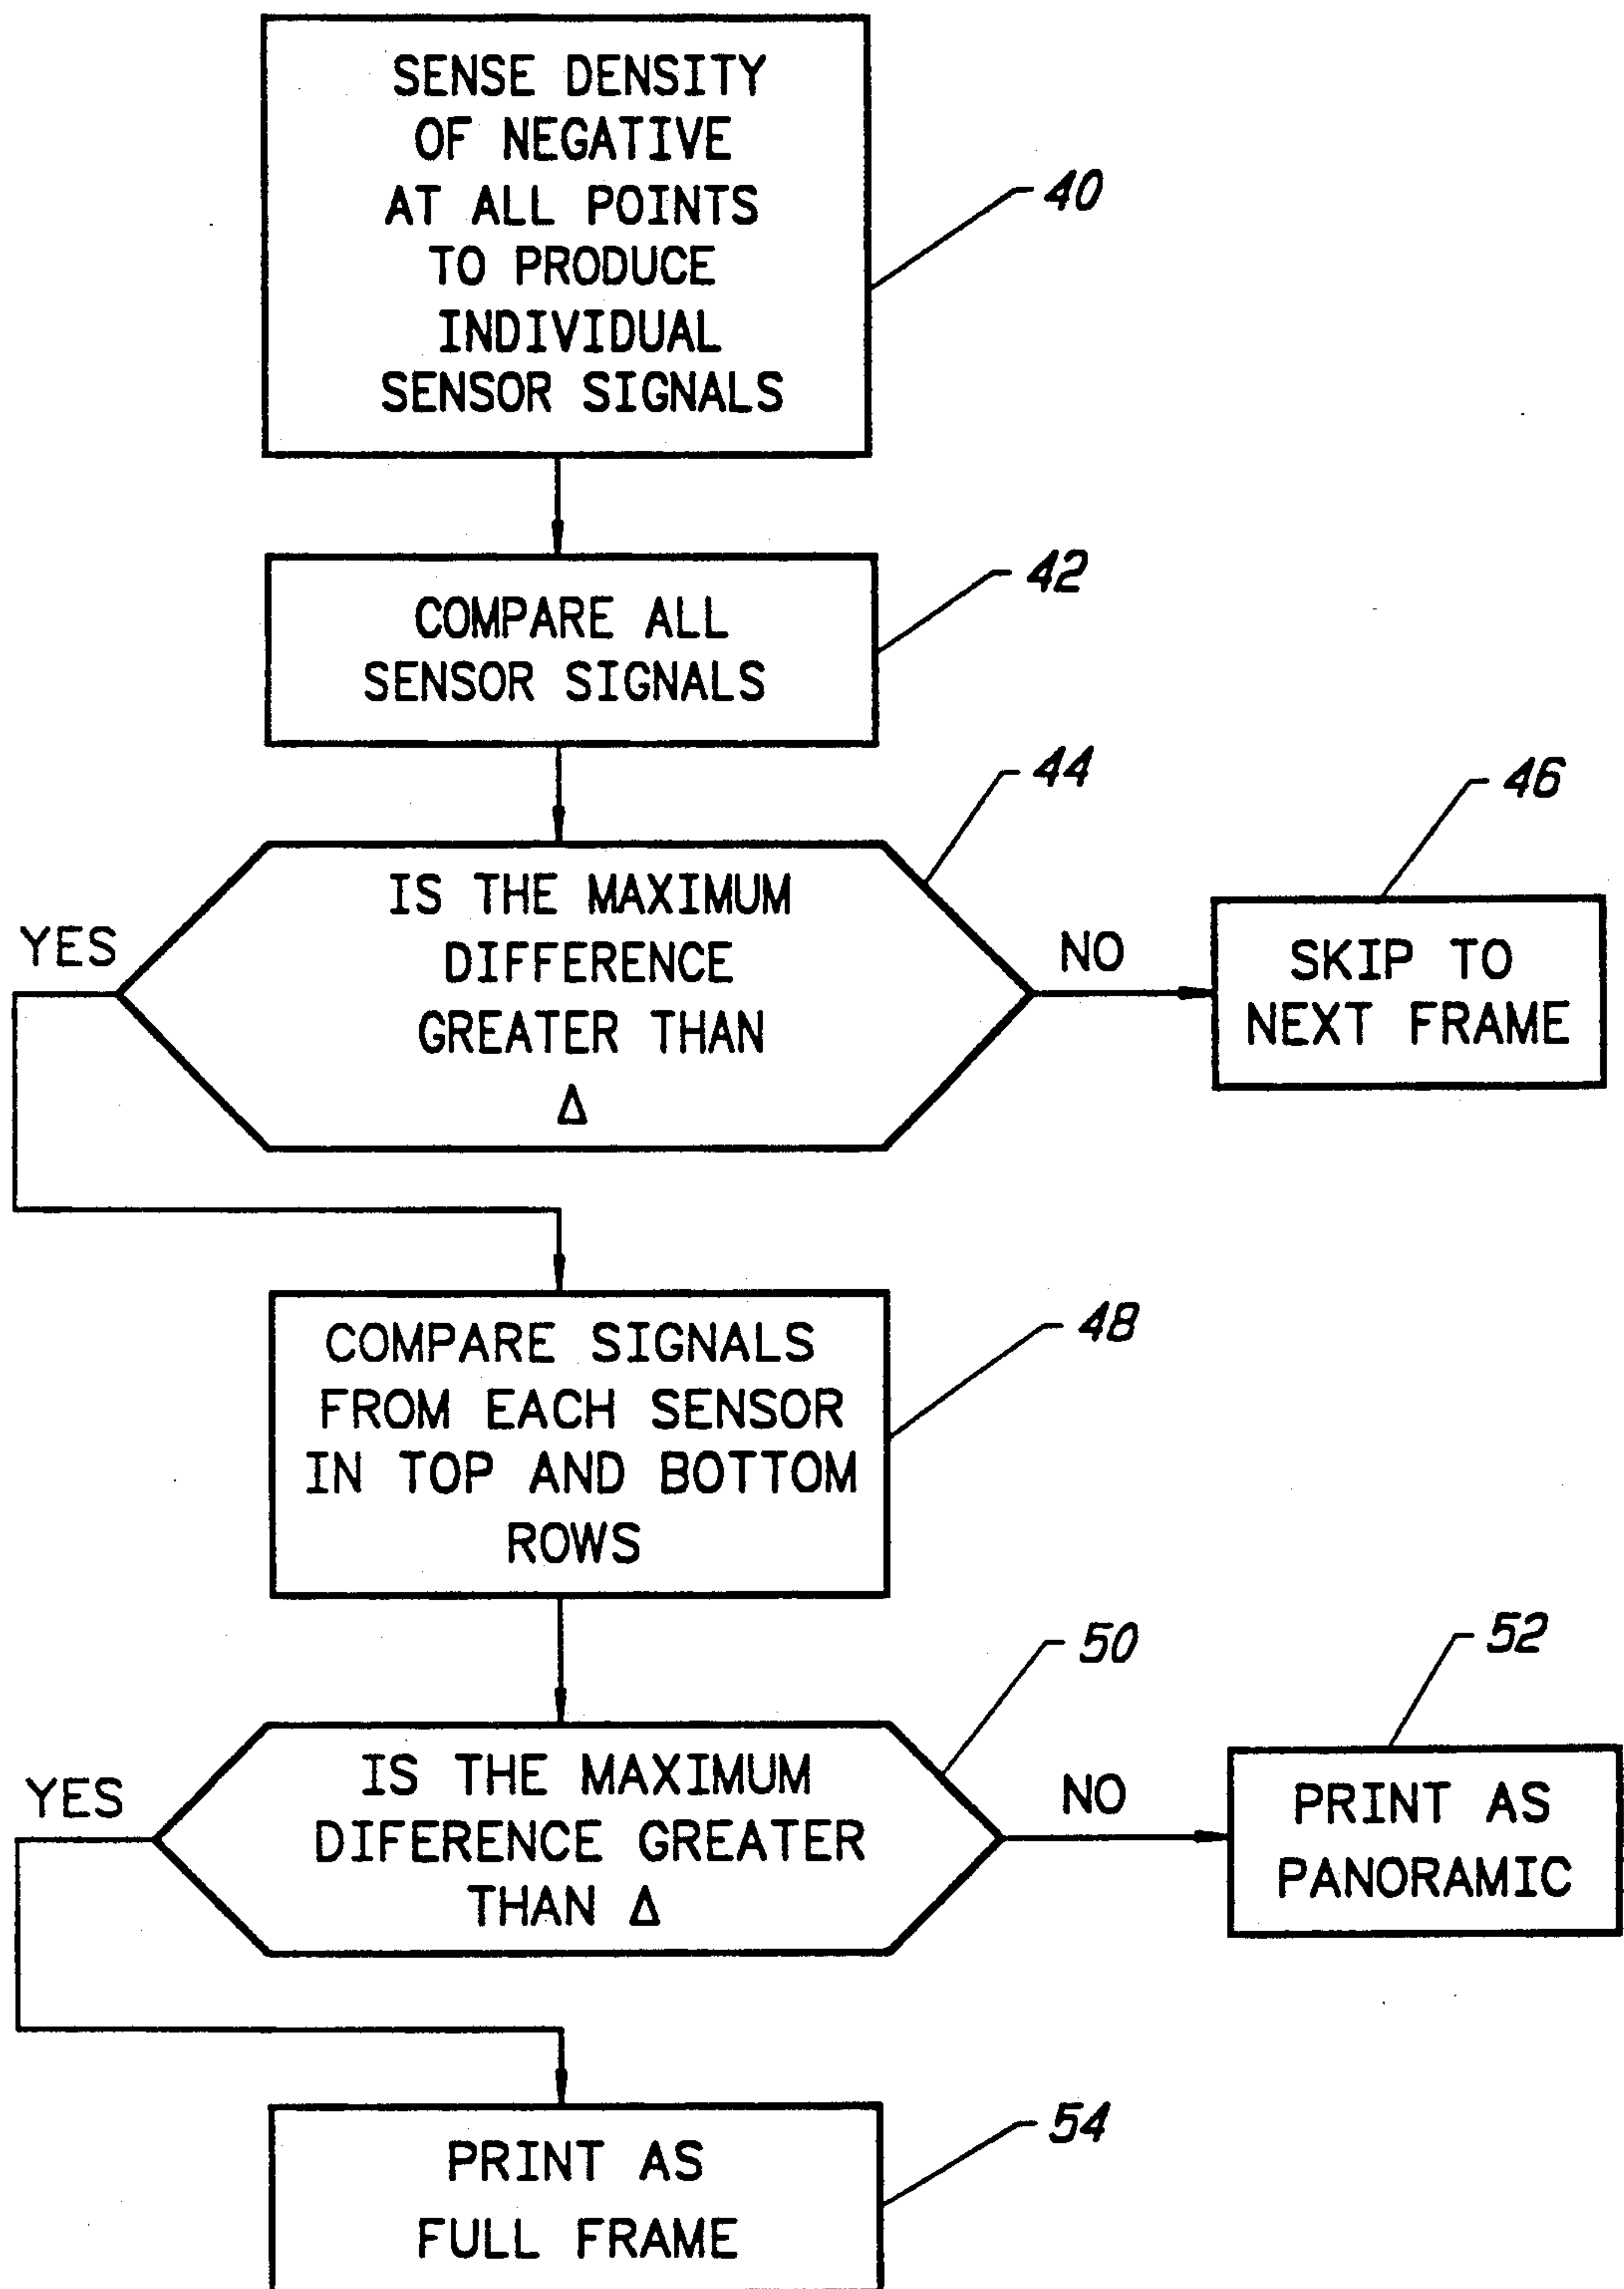 SENSE DENSITY
OF NEGATIVE
AT ALL POINTS
TO PRODUCE
INDIVIDUAL
SENSOR SIGNALS
40
COMPARE ALL
SENSOR SIGNALS
42
IS THE MAXIMUM
DIFFERENCE
GREATER THAN
Δ
44
YES
NO
SKIP TO
NEXT FRAME
46
COMPARE SIGNALS
FROM EACH SENSOR
IN TOP AND BOTTOM
ROWS
48
IS THE MAXIMUM
DIFERENCE GREATER
THAN Δ
50
YES
NO
PRINT AS
PANORAMIC
52
PRINT AS
FULL FRAME
54